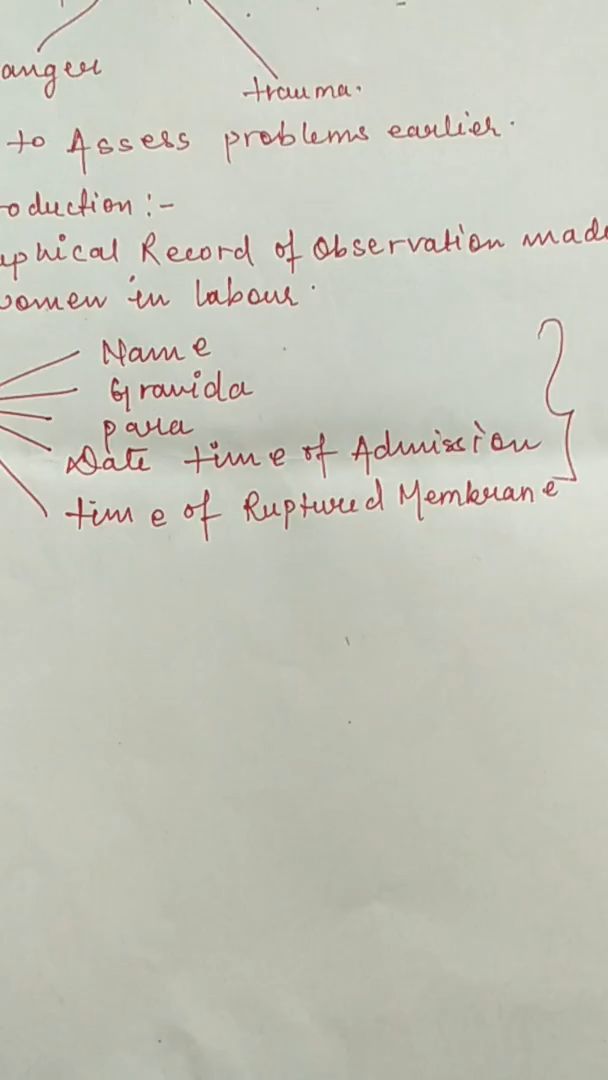 anger
trauma.
to Assess problems earlier.
oduction :-
aphical Record of Observation made
women in labour.
Name
Gravida
para
Date time of Admission
time of Ruptured Membrane